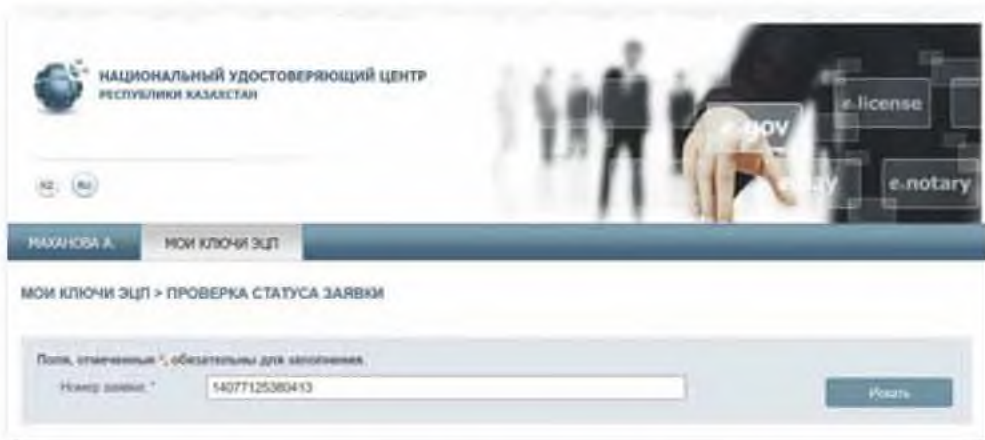 НАЦИОНАЛЬНЫЙ УДОСТОВЕРЯЮЩИЙ ЦЕНТР
РЕСПУБЛИКИ КАЗАХСТАН
e-license
e-gov
e-notary
KZ
RU
МАХАНОВА А.
МОИ КЛЮЧИ ЭЦП
МОИ КЛЮЧИ ЭЦП > ПРОВЕРКА СТАТУСА ЗАЯВКИ
Поля, отмеченные *, обязательны для заполнения.
Номер заявки: *
14077125380413
Искать